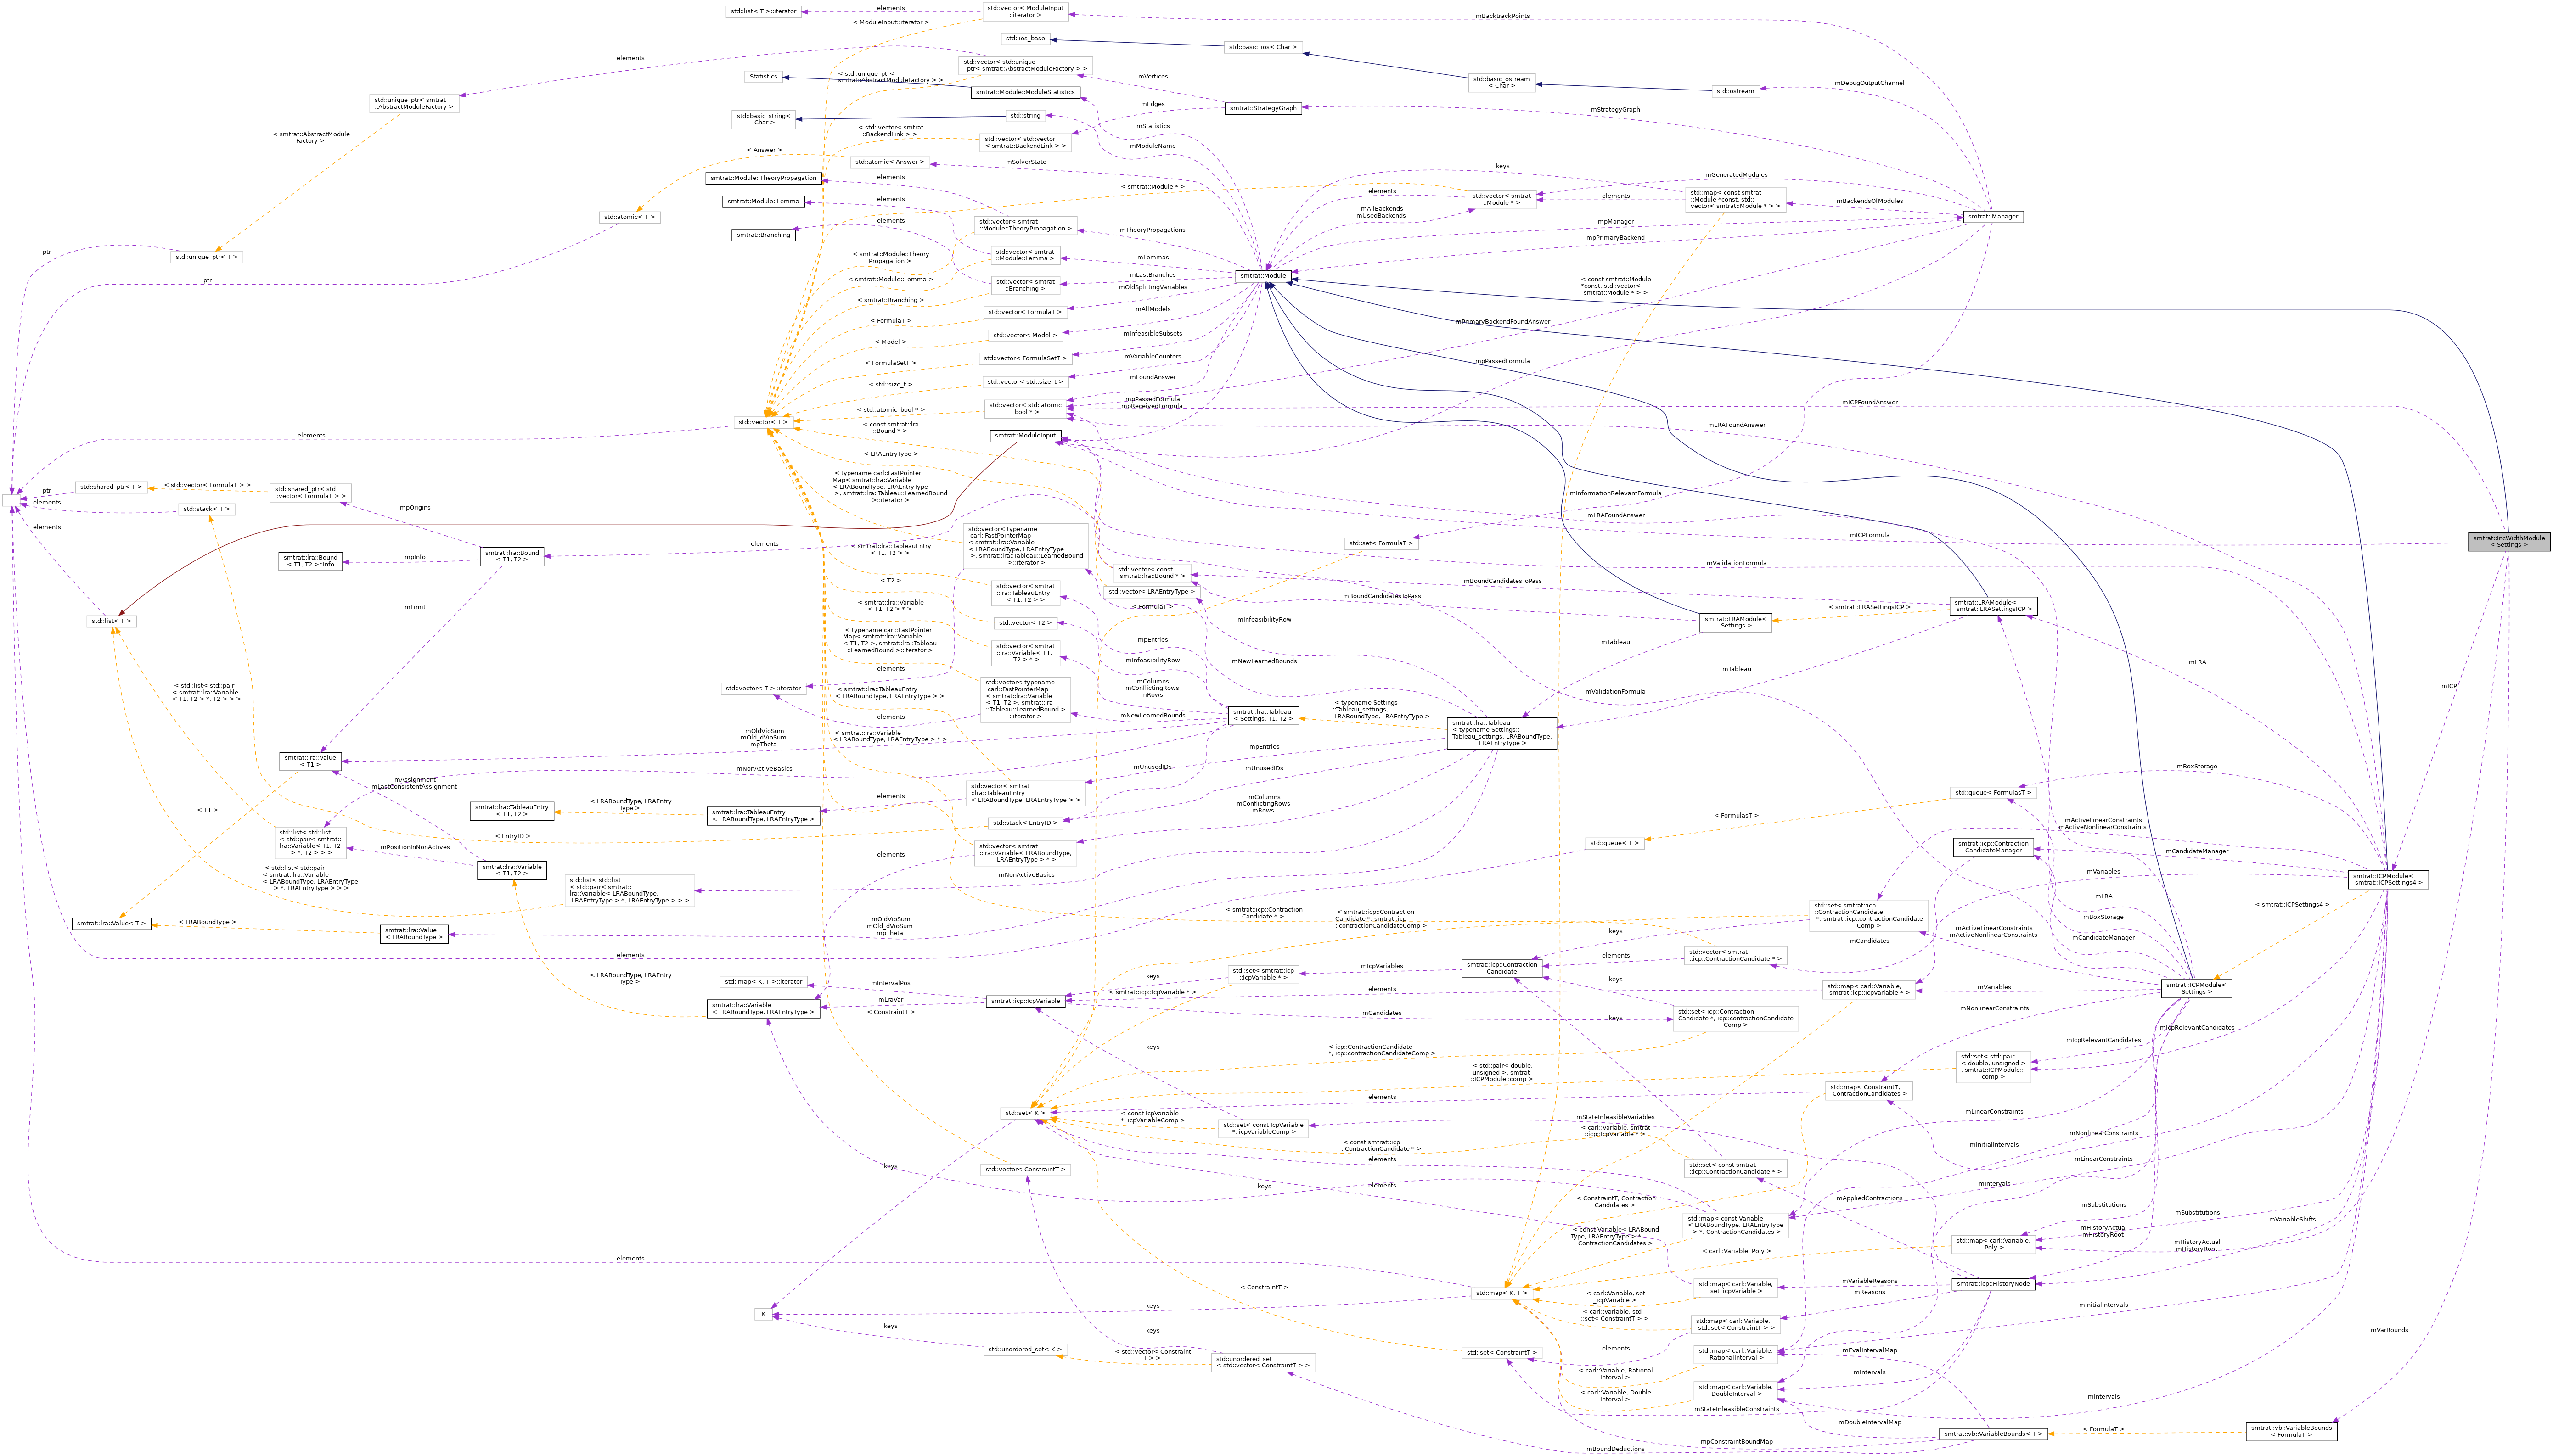 std::list< T >::iterator
elements
std::vector< ModuleInput
::iterator >
< ModuleInput::iterator >
mBacktrackPoints
std::ios_base
std::basic_ios< Char >
elements
std::vector< std::unique
_ptr< smtrat::AbstractModuleFactory > >
Statistics
< std::unique_ptr<
smtrat::AbstractModuleFactory > >
mVertices
std::basic_ostream
< Char >
mDebugOutputChannel
std::ostream
smtrat::Module::ModuleStatistics
std::unique_ptr< smtrat
::AbstractModuleFactory >
mEdges
smtrat::StrategyGraph
mStrategyGraph
std::basic_string<
Char >
std::string
mStatistics
< smtrat::AbstractModule
Factory >
< std::vector< smtrat
::BackendLink > >
std::vector< std::vector
< smtrat::BackendLink > >
mModuleName
< Answer >
std::atomic< Answer >
mSolverState
keys
smtrat::Module::TheoryPropagation
elements
mGeneratedModules
< smtrat::Module * >
elements
std::vector< smtrat
::Module * >
elements
std::map< const smtrat
::Module *const, std::
vector< smtrat::Module * > >
mBackendsOfModules
smtrat::Module::Lemma
elements
mAllBackends
mUsedBackends
std::atomic< T >
smtrat::Branching
elements
std::vector< smtrat
::Module::TheoryPropagation >
mTheoryPropagations
mpManager
smtrat::Manager
mpPrimaryBackend
ptr
std::unique_ptr< T >
< smtrat::Module::Theory
Propagation >
std::vector< smtrat
::Module::Lemma >
mLemmas
ptr
< smtrat::Module::Lemma >
std::vector< smtrat
::Branching >
mLastBranches
mOldSplittingVariables
smtrat::Module
< const smtrat::Module
*const, std::vector<
smtrat::Module * > >
< smtrat::Branching >
std::vector< FormulaT >
mAllModels
< FormulaT >
mPrimaryBackendFoundAnswer
std::vector< Model >
mInfeasibleSubsets
< Model >
std::vector< FormulaSetT >
mVariableCounters
< FormulaSetT >
mpPassedFormula
std::vector< std::size_t >
mFoundAnswer
< std::size_t >
std::vector< std::atomic
_bool * >
mpPassedFormula
mpReceivedFormula
mICPFoundAnswer
< std::atomic_bool * >
std::vector< T >
< const smtrat::lra
::Bound * >
mLRAFoundAnswer
elements
smtrat::ModuleInput
< LRAEntryType >
std::shared_ptr< T >
< std::vector< FormulaT > >
std::shared_ptr< std
::vector< FormulaT > >
< typename carl::FastPointer
Map< smtrat::lra::Variable
< LRABoundType, LRAEntryType
>, smtrat::lra::Tableau::LearnedBound
>::iterator >
mInformationRelevantFormula
ptr
T
elements
std::stack< T >
mpOrigins
mLRAFoundAnswer
elements
std::vector< typename
carl::FastPointerMap
< smtrat::lra::Variable
< LRABoundType, LRAEntryType
>, smtrat::lra::Tableau::LearnedBound
>::iterator >
std::set< FormulaT >
mICPFormula
smtrat::IncWidthModule
< Settings >
smtrat::lra::Bound
< T1, T2 >::Info
mpInfo
smtrat::lra::Bound
< T1, T2 >
elements
< smtrat::lra::TableauEntry
< T1, T2 > >
mValidationFormula
std::vector< const
smtrat::lra::Bound * >
mBoundCandidatesToPass
< T2 >
std::vector< smtrat
::lra::TableauEntry
< T1, T2 > >
std::vector< LRAEntryType >
mBoundCandidatesToPass
smtrat::LRAModule<
smtrat::LRASettingsICP >
mLimit
< smtrat::lra::Variable
< T1, T2 > * >
< FormulaT >
< smtrat::LRASettingsICP >
std::list< T >
std::vector< T2 >
mInfeasibilityRow
smtrat::LRAModule<
Settings >
< typename carl::FastPointer
Map< smtrat::lra::Variable
< T1, T2 >, smtrat::lra::Tableau
::LearnedBound >::iterator >
mpEntries
mTableau
std::vector< smtrat
::lra::Variable< T1,
T2 > * >
mInfeasibilityRow
mNewLearnedBounds
mTableau
mLRA
elements
std::vector< T >::iterator
std::vector< typename
carl::FastPointerMap
< smtrat::lra::Variable
< T1, T2 >, smtrat::lra
::Tableau::LearnedBound >
::iterator >
mColumns
mConflictingRows
mRows
< std::list< std::pair
< smtrat::lra::Variable
< T1, T2 > *, T2 > > >
< smtrat::lra::TableauEntry
< LRABoundType, LRAEntryType > >
mICP
mValidationFormula
elements
mNewLearnedBounds
smtrat::lra::Tableau
< Settings, T1, T2 >
< typename Settings
::Tableau_settings,
LRABoundType, LRAEntryType >
smtrat::lra::Tableau
< typename Settings::
Tableau_settings, LRABoundType,
LRAEntryType >
mOldVioSum
mOld_dVioSum
mpTheta
< smtrat::lra::Variable
< LRABoundType, LRAEntryType > * >
mpEntries
smtrat::lra::Value
< T1 >
mNonActiveBasics
mUnusedIDs
mUnusedIDs
mBoxStorage
mAssignment
mLastConsistentAssignment
std::vector< smtrat
::lra::TableauEntry
< LRABoundType, LRAEntryType > >
std::queue< FormulasT >
elements
mColumns
mConflictingRows
mRows
< T1 >
smtrat::lra::TableauEntry
< T1, T2 >
< LRABoundType, LRAEntry
Type >
smtrat::lra::TableauEntry
< LRABoundType, LRAEntryType >
std::stack< EntryID >
< FormulasT >
mActiveLinearConstraints
mActiveNonlinearConstraints
< EntryID >
std::list< std::list
< std::pair< smtrat::
lra::Variable< T1, T2
> *, T2 > > >
mPositionInNonActives
std::queue< T >
smtrat::icp::Contraction
CandidateManager
mCandidateManager
std::vector< smtrat
::lra::Variable< LRABoundType,
LRAEntryType > * >
elements
smtrat::lra::Variable
< T1, T2 >
< std::list< std::pair
< smtrat::lra::Variable
< LRABoundType, LRAEntryType
> *, LRAEntryType > > >
std::list< std::list
< std::pair< smtrat::
lra::Variable< LRABoundType,
LRAEntryType > *, LRAEntryType > > >
mNonActiveBasics
mVariables
smtrat::ICPModule<
smtrat::ICPSettings4 >
mLRA
< smtrat::ICPSettings4 >
smtrat::lra::Value< T >
< LRABoundType >
smtrat::lra::Value
< LRABoundType >
mOldVioSum
mOld_dVioSum
mpTheta
< smtrat::icp::Contraction
Candidate * >
< smtrat::icp::Contraction
Candidate *, smtrat::icp
::contractionCandidateComp >
std::set< smtrat::icp
::ContractionCandidate
*, smtrat::icp::contractionCandidate
Comp >
mBoxStorage
keys
mActiveLinearConstraints
mActiveNonlinearConstraints
mCandidates
mCandidateManager
elements
elements
std::vector< smtrat
::icp::ContractionCandidate * >
< LRABoundType, LRAEntry
Type >
std::map< K, T >::iterator
mIntervalPos
std::set< smtrat::icp
::IcpVariable * >
mIcpVariables
smtrat::icp::Contraction
Candidate
keys
keys
smtrat::lra::Variable
< LRABoundType, LRAEntryType >
mLraVar
smtrat::icp::IcpVariable
< smtrat::icp::IcpVariable * >
elements
std::map< carl::Variable,
smtrat::icp::IcpVariable * >
mVariables
smtrat::ICPModule<
Settings >
< ConstraintT >
mCandidates
keys
std::set< icp::Contraction
Candidate *, icp::contractionCandidate
Comp >
mNonlinearConstraints
mIcpRelevantCandidates
keys
< icp::ContractionCandidate
*, icp::contractionCandidateComp >
mIcpRelevantCandidates
< std::pair< double,
unsigned >, smtrat
::ICPModule::comp >
std::set< std::pair
< double, unsigned >
, smtrat::ICPModule::
comp >
elements
std::map< ConstraintT,
ContractionCandidates >
std::set< K >
< const IcpVariable
*, icpVariableComp >
std::set< const IcpVariable
*, icpVariableComp >
mStateInfeasibleVariables
< carl::Variable, smtrat
::icp::IcpVariable * >
mLinearConstraints
mNonlinearConstraints
< const smtrat::icp
::ContractionCandidate * >
mInitialIntervals
keys
std::vector< ConstraintT >
elements
std::set< const smtrat
::icp::ContractionCandidate * >
mLinearConstraints
keys
elements
mIntervals
< ConstraintT, Contraction
Candidates >
mAppliedContractions
mSubstitutions
std::map< const Variable
< LRABoundType, LRAEntryType
> *, ContractionCandidates >
mSubstitutions
mVariableShifts
< const Variable< LRABound
Type, LRAEntryType > *,
ContractionCandidates >
mHistoryActual
mHistoryRoot
std::map< carl::Variable,
Poly >
mHistoryActual
mHistoryRoot
elements
< carl::Variable, Poly >
< ConstraintT >
std::map< K, T >
std::map< carl::Variable,
set_icpVariable >
mVariableReasons
smtrat::icp::HistoryNode
< carl::Variable, set
_icpVariable >
mReasons
K
keys
< carl::Variable, std
::set< ConstraintT > >
std::map< carl::Variable,
std::set< ConstraintT > >
mInitialIntervals
keys
keys
mVarBounds
std::unordered_set< K >
< std::vector< Constraint
T > >
std::unordered_set
< std::vector< ConstraintT > >
std::set< ConstraintT >
elements
std::map< carl::Variable,
RationalInterval >
mEvalIntervalMap
< carl::Variable, Rational
Interval >
mIntervals
< carl::Variable, Double
Interval >
std::map< carl::Variable,
DoubleInterval >
mIntervals
mStateInfeasibleConstraints
mDoubleIntervalMap
mpConstraintBoundMap
smtrat::vb::VariableBounds< T >
< FormulaT >
smtrat::vb::VariableBounds
< FormulaT >
mBoundDeductions